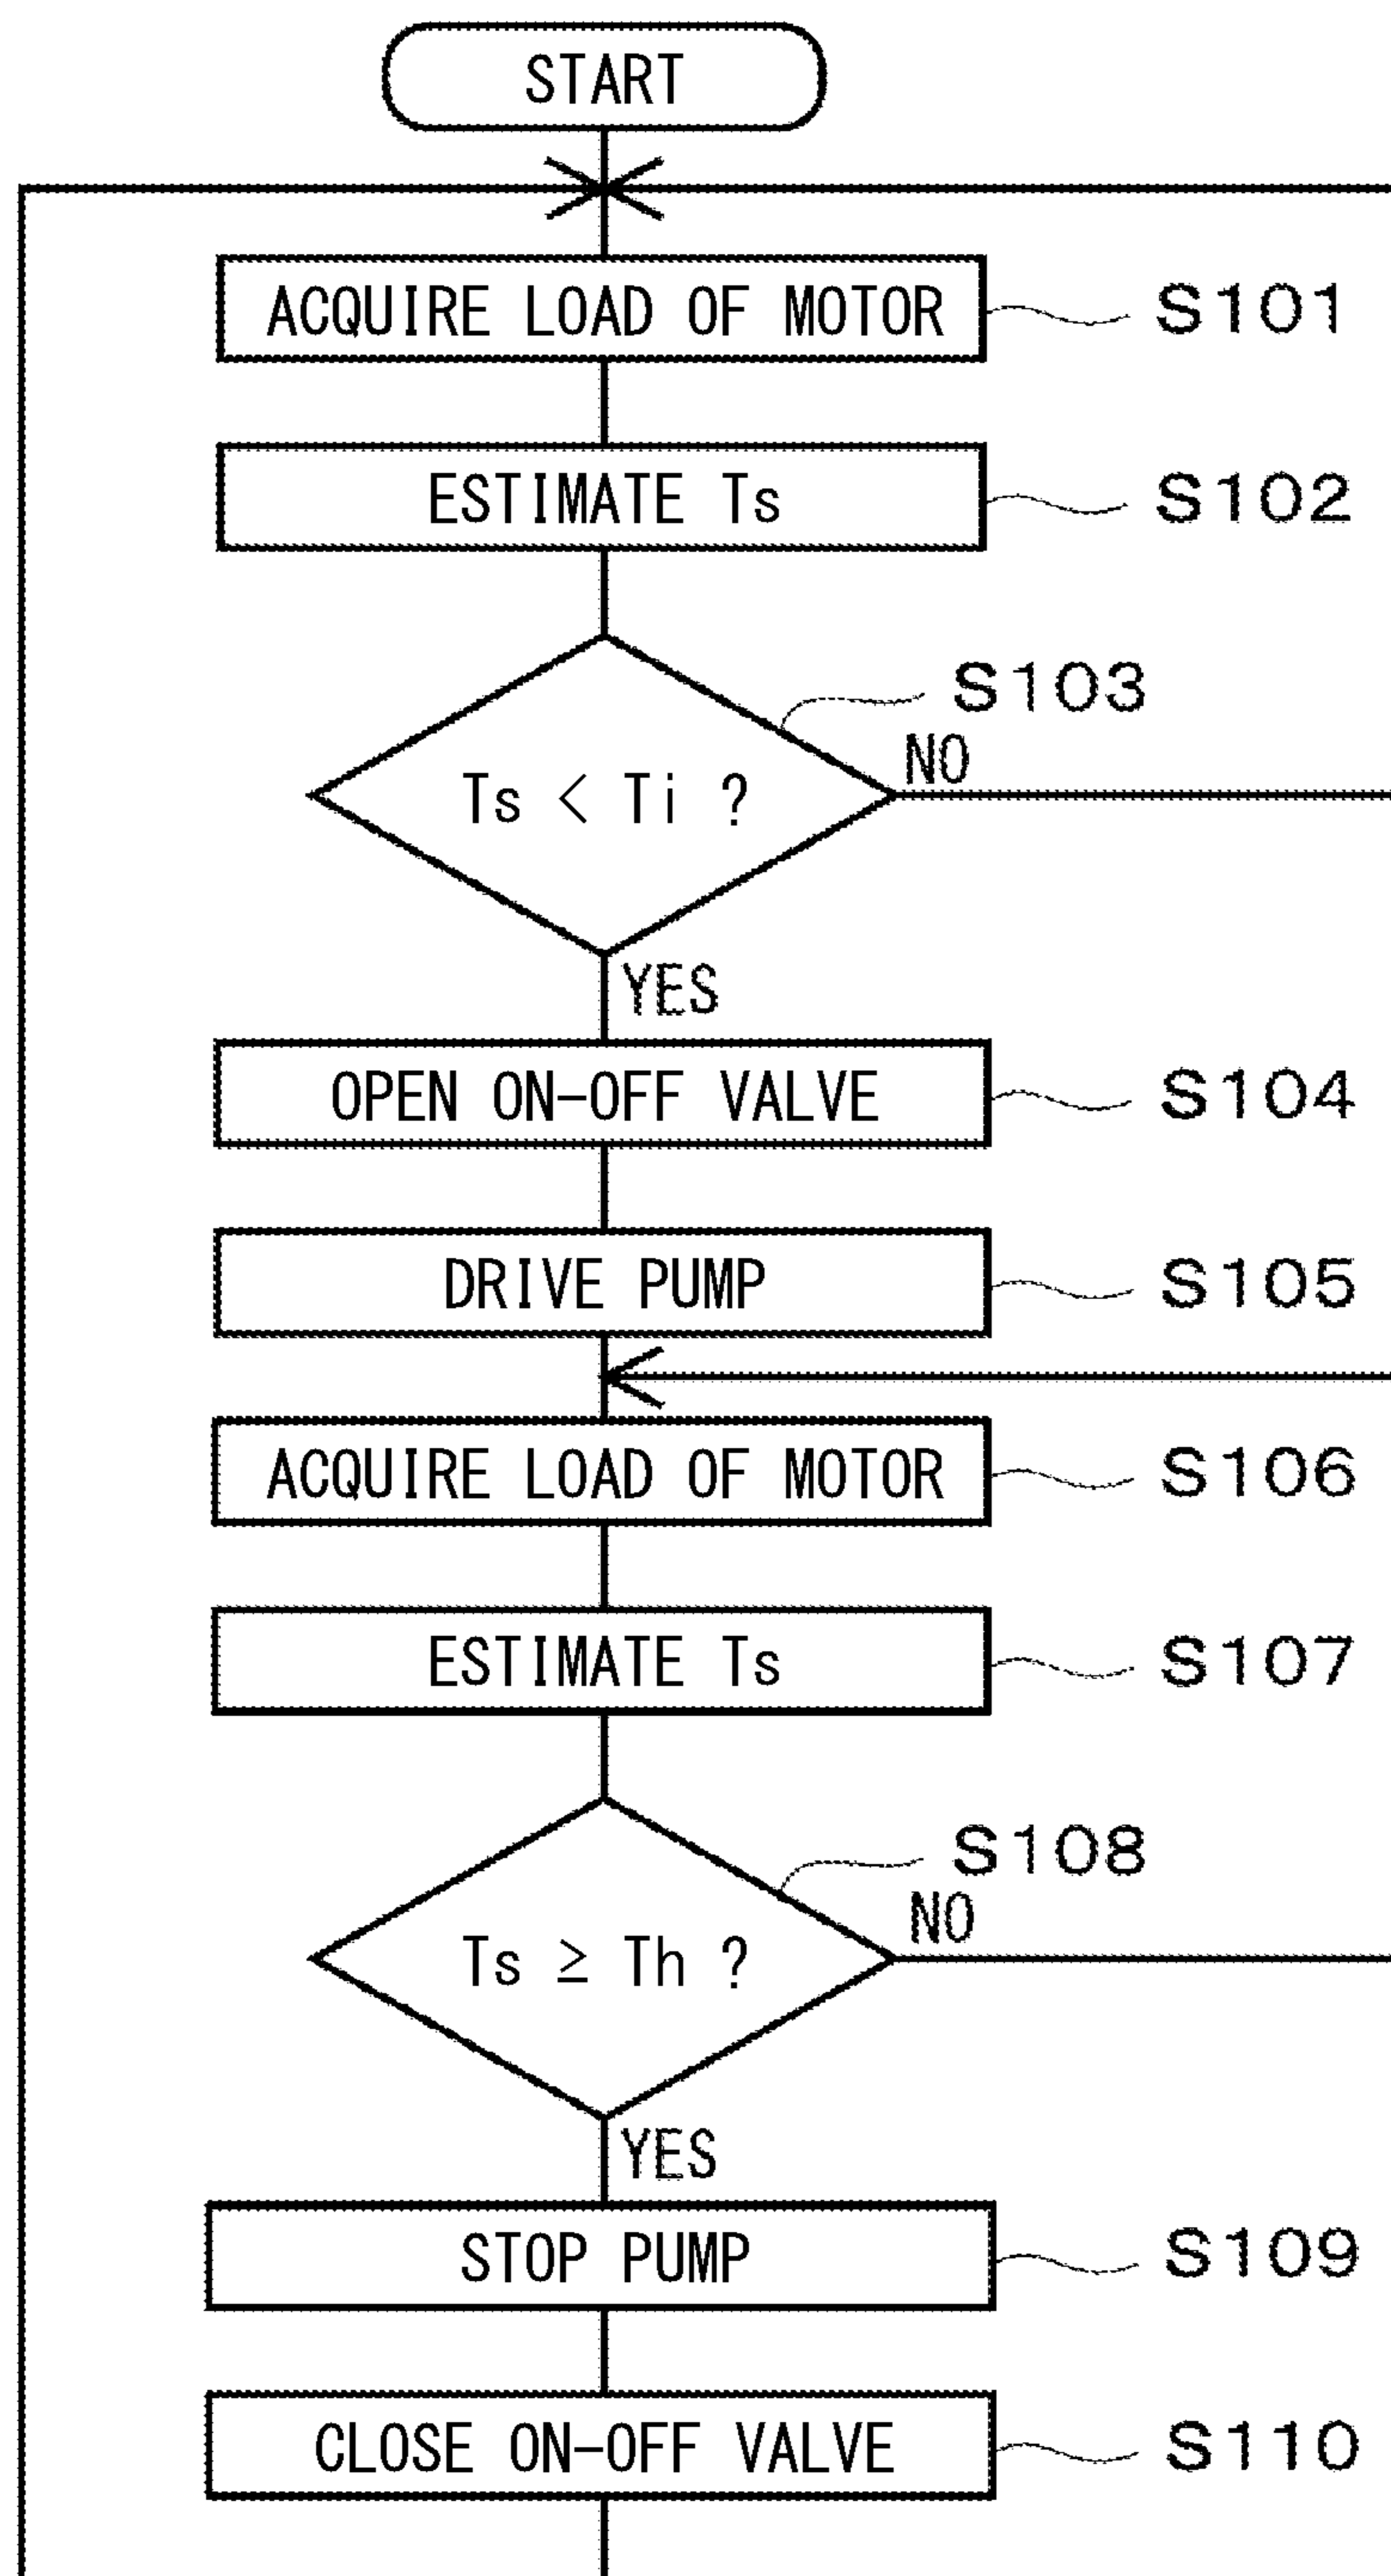 START
ACQUIRE LOAD OF MOTOR S101
ESTIMATE Ts S102
S103
NO
Ts < Ti ?
YES
OPEN ON-OFF VALVE S104
DRIVE PUMP S105
ACQUIRE LOAD OF MOTOR S106
ESTIMATE Ts S107
S108
NO
Ts ≥ Th ?
YES
STOP PUMP S109
CLOSE ON-OFF VALVE S110